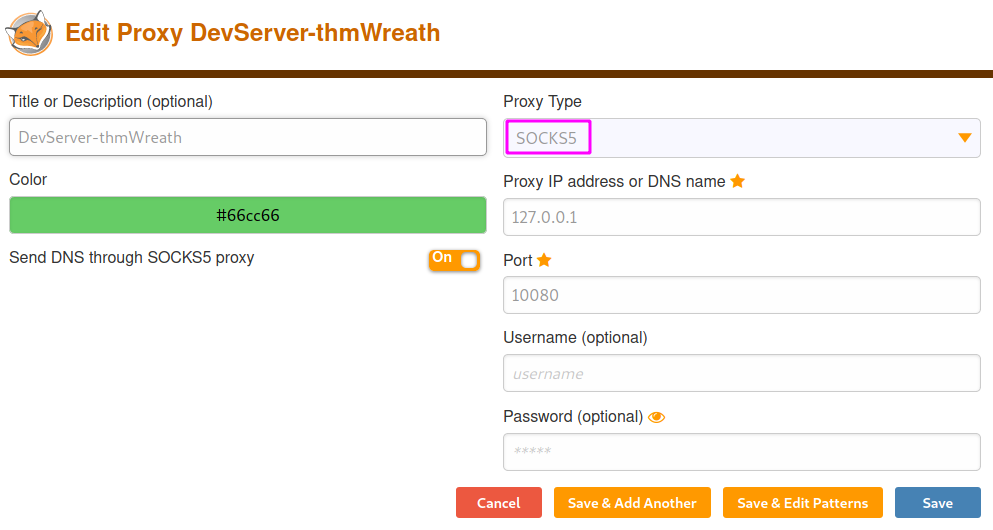 Edit Proxy DevServer-thmWreath
Title or Description (optional)
DevServer-thmWreath
Color
#66cc66
Send DNS through SOCKS5 proxy
On
Proxy Type
SOCKS5
Proxy IP address or DNS name
127.0.0.1
Port
10080
Username (optional)
username
Password (optional)
*****
Cancel
Save & Add Another
Save & Edit Patterns
Save